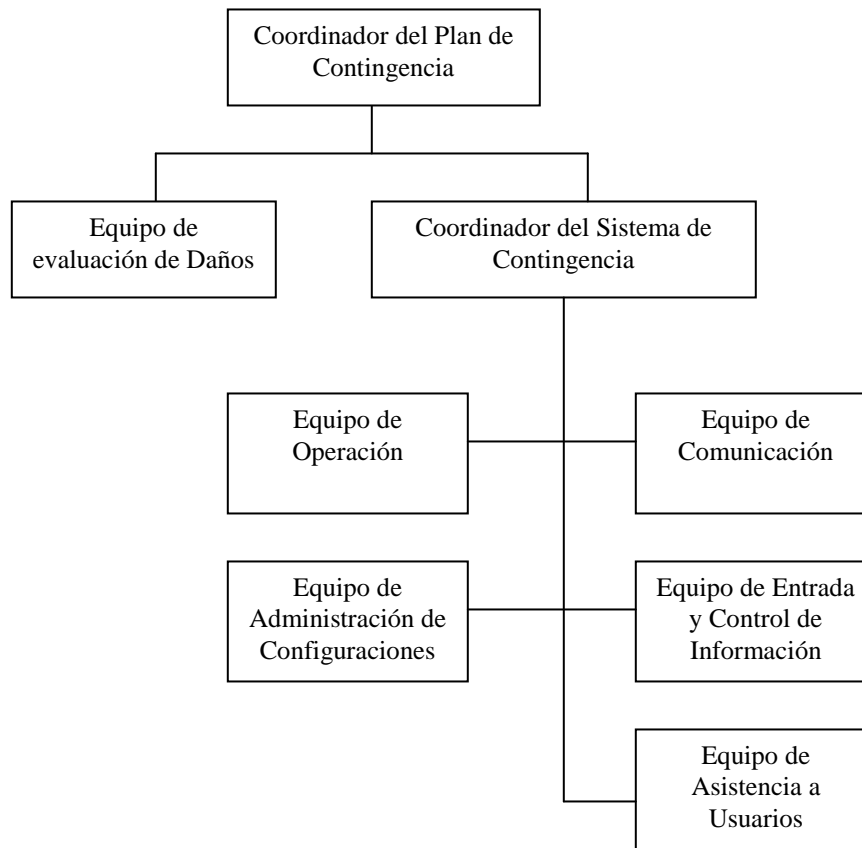 Coordinador del Plan de
Contingencia
Equipo de
evaluación de Daños
Coordinador del Sistema de
Contingencia
Equipo de
Operación
Equipo de
Comunicación
Equipo de
Administración de
Configuraciones
Equipo de Entrada
y Control de
Información
Equipo de
Asistencia a
Usuarios